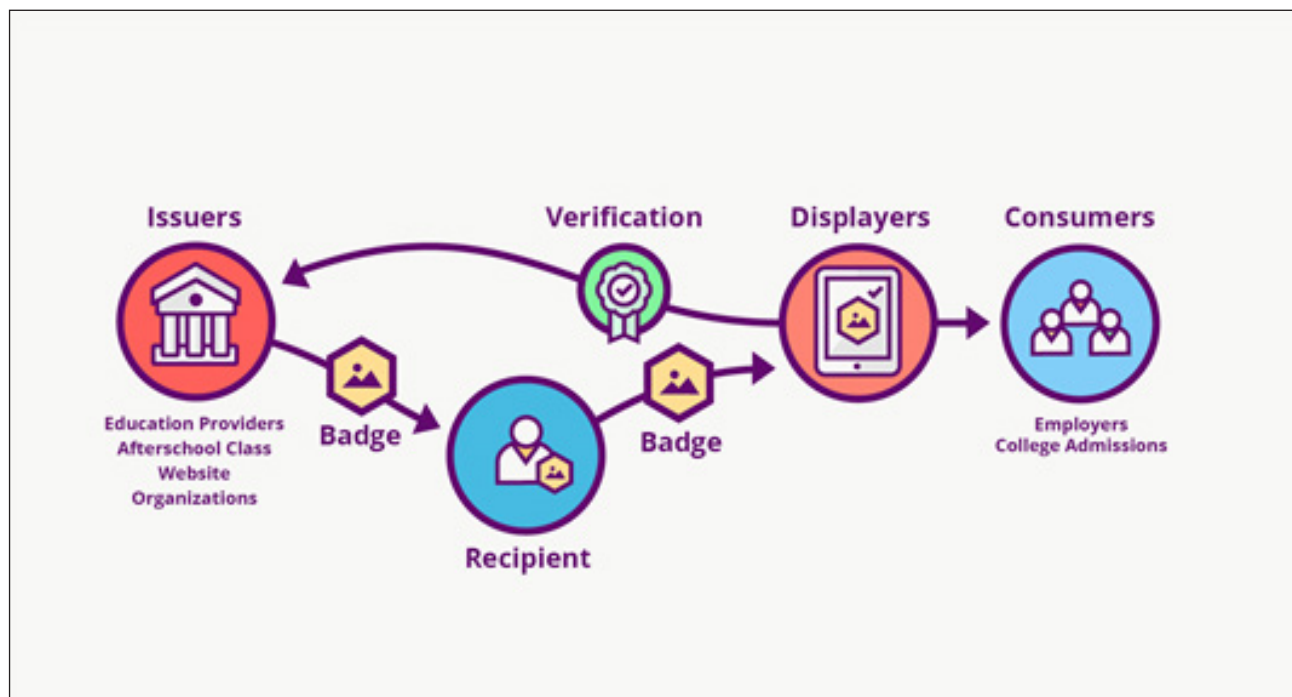 Issuers
Verification
Displayers
Consumers
Education Providers
Afterschool Class
Website
Organizations
Badge
Badge
Employers
College Admissions
Recipient